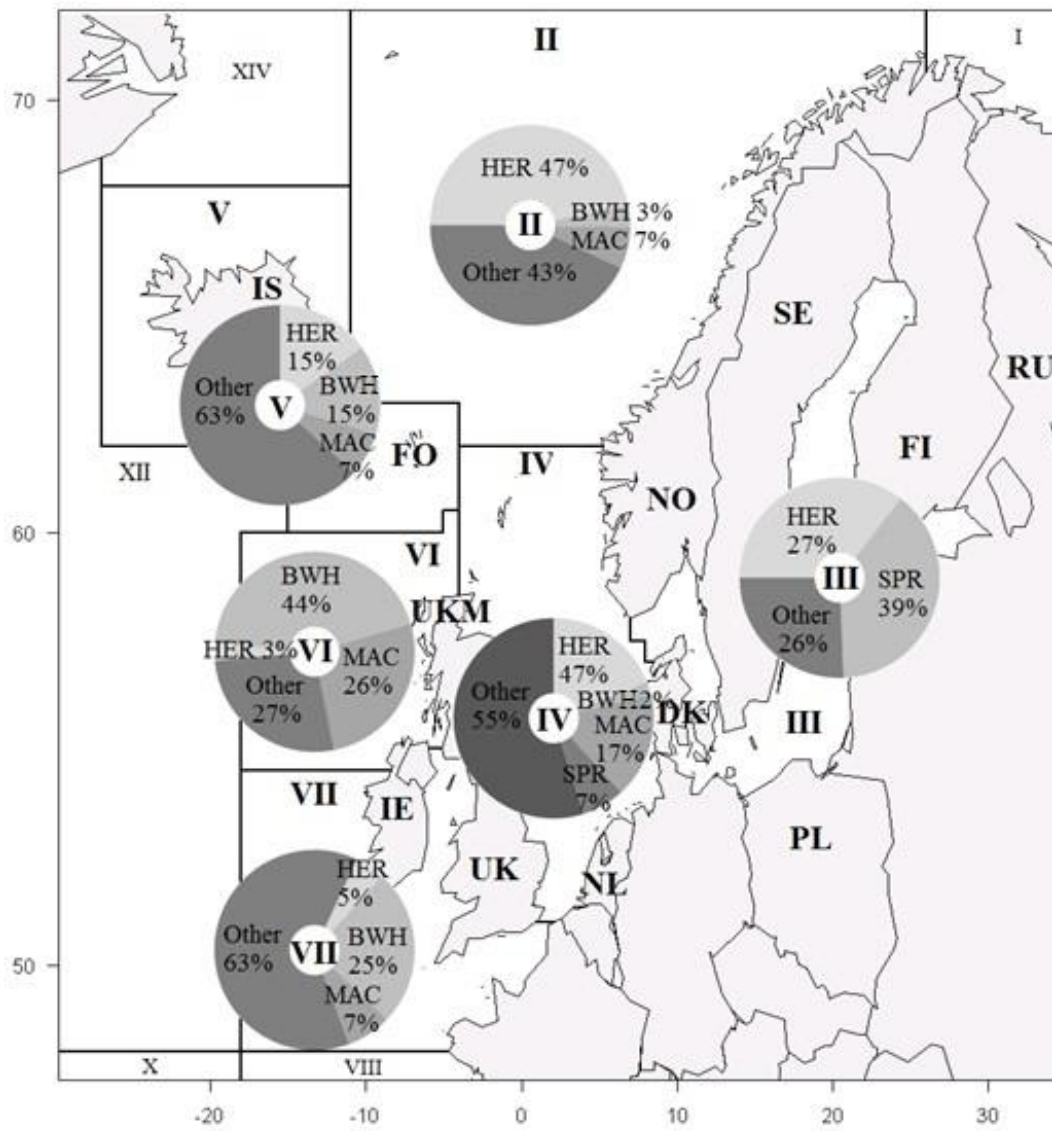 II
I
XIV
70
HER 47%
V
II
BWH 3%
MAC 7%
Other 43%
IS
SE
HER
15%
RU
Other
63%
V
BWH
15%
MAC
7%
FO
IV
FI
XII
NO
60
HER
27%
VI
III
SPR
39%
BWH
44%
UKM
Other
26%
HER 3%
VI
MAC
26%
HER
47%
Other
27%
Other
55%
IV
BWH2%
MAC
17%
DK
III
SPR
7%
VII
IE
PL
UK
NL
HER
5%
Other
63%
VII
BWH
25%
MAC
7%
50
X
VIII
-20
-10
0
10
20
30